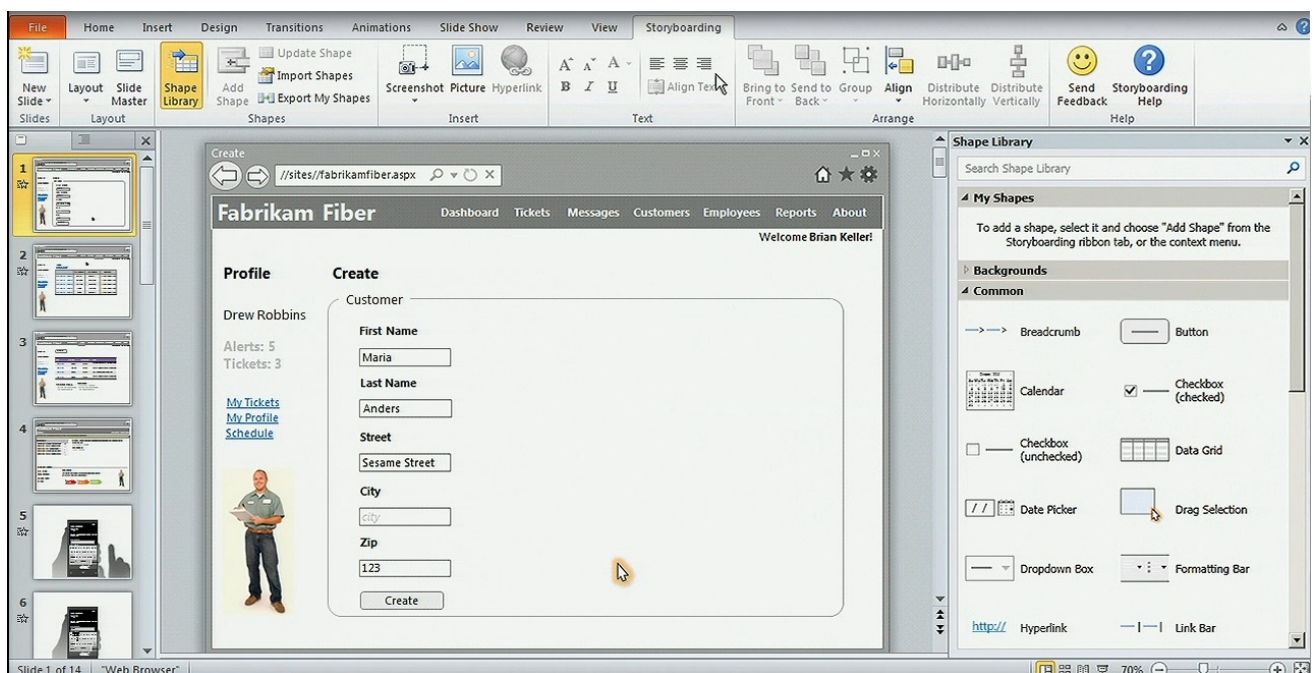 File Home Insert Design Transitions Animations Slide Show Review View Storyboarding
New Slide
Layout
Slide Master
Shape Library
Add Shape
Update Shape
Import Shapes
Export My Shapes
Screenshot
Picture
Hyperlink
A A A
B I U
Align Text
Bring to Front
Send to Back
Group
Align
Distribute Horizontally
Distribute Vertically
Send Feedback
Storyboarding Help
Slides Layout Shapes Insert Text Arrange Help
1
2
3
4
5
6
Create
//sites//fabrikamfiber.aspx
Fabrikam Fiber
Dashboard Tickets Messages Customers Employees Reports About
Welcome Brian Keller!
Profile
Drew Robbins
Alerts: 5
Tickets: 3
My Tickets
My Profile
Schedule
Create
Customer
First Name
Maria
Last Name
Anders
Street
Sesame Street
City
city
Zip
123
Create
Shape Library
Search Shape Library
My Shapes
To add a shape, select it and choose "Add Shape" from the
Storyboarding ribbon tab, or the context menu.
Backgrounds
Common
Breadcrumb
Button
Calendar
Checkbox
(checked)
Checkbox
(unchecked)
Data Grid
Date Picker
Drag Selection
Dropdown Box
Formatting Bar
http:// Hyperlink
Link Bar
Slide 1 of 14 "Web Browser" 70%